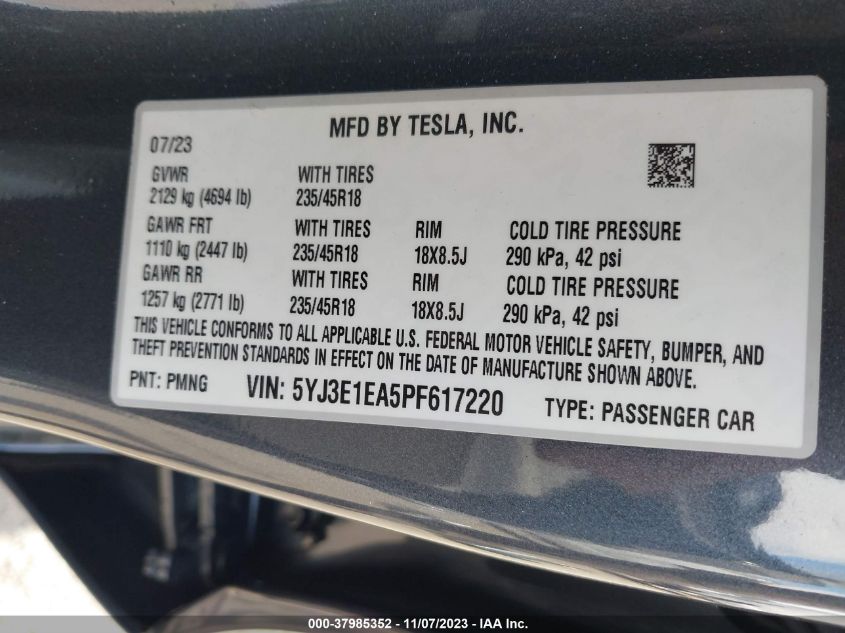 MFD BY TESLA, INC.
07/23
GVWR WITH TIRES
2129 kg (4694 lb) 235/45R18
GAWR FRT WITH TIRES RIM COLD TIRE PRESSURE
1110 kg (2447 lb) 235/45R18 18X8.5J 290 kPa, 42 psi
GAWR RR WITH TIRES RIM COLD TIRE PRESSURE
1257 kg (2771 lb) 235/45R18 18X8.5J 290 kPa, 42 psi
THIS VEHICLE CONFORMS TO ALL APPLICABLE U.S. FEDERAL MOTOR VEHICLE SAFETY, BUMPER, AND
THEFT PREVENTION STANDARDS IN EFFECT ON THE DATE OF MANUFACTURE SHOWN ABOVE.
PNT: PMNG VIN: 5YJ3E1EA5PF617220 TYPE: PASSENGER CAR
000-37985352 - 11/07/2023 - IAA Inc.